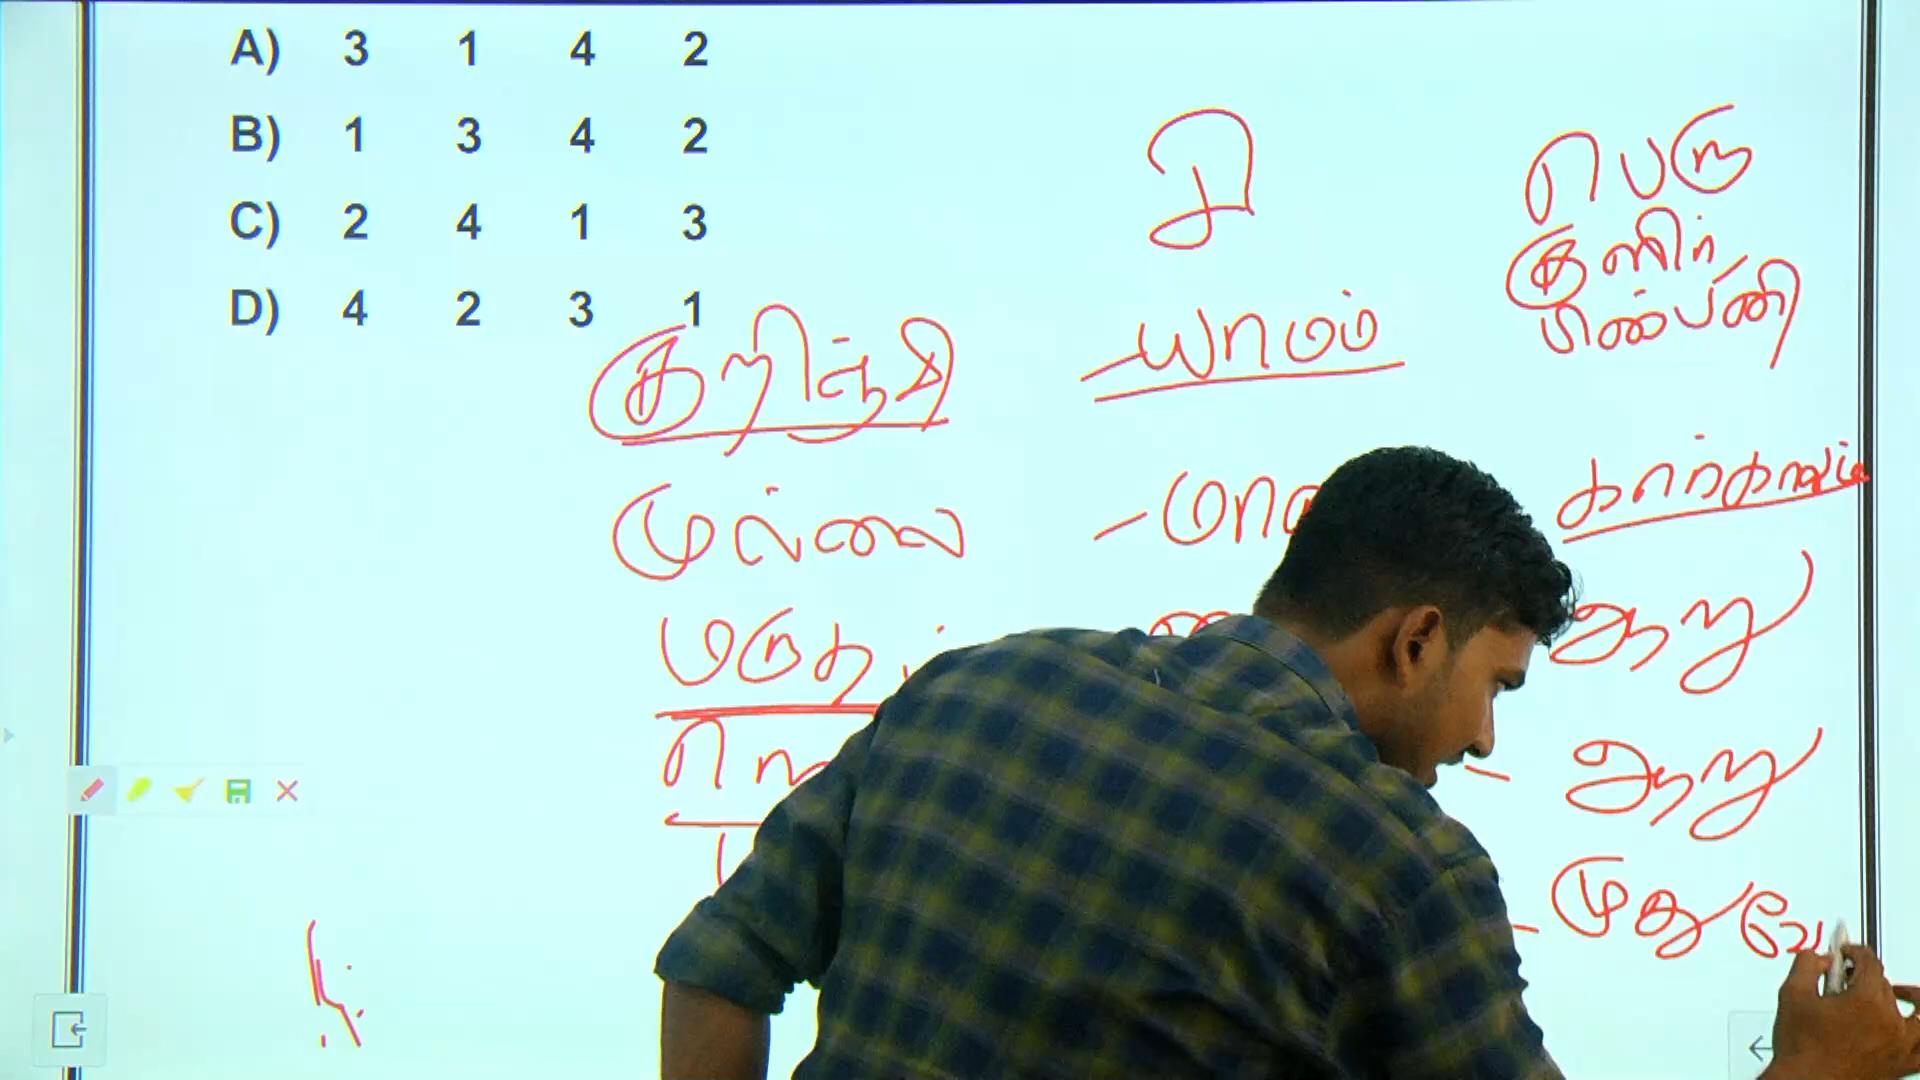 A) 3 1 4 2
B) 1 3 4 2
C) 2 4 1 3
D) 4 2 3 1
பெரு
குளிர்
பின்பனி
குறிஞ்சி - யாமம்
முல்லை - மா கார்காலம்
மருத ஆறு
- ஆறு
- முதுவே